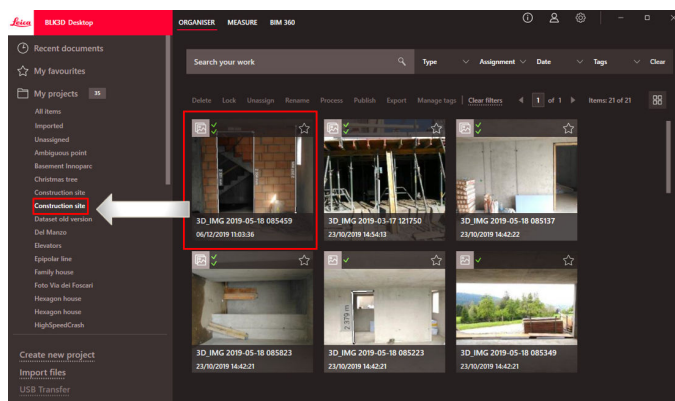 Leica BLK3D Desktop
ORGANISER MEASURE BIM 360
Recent documents
My favourites
My projects 35
All items
Imported
Unassigned
Ambiguous point
Basement Innoparc
Christmas tree
Construction site
Construction site
Dataset old version
Del Manzo
Elevators
Epipolar line
Family house
Foto Via dei Foscari
Hexagon house
Hexagon house
HighSpeedCrash
Create new project
Import files
USB Transfer
Search your work Type Assignment Date Tags Clear
Delete Lock Unassign Rename Process Publish Export Manage tags Clear filters 1 of 1 Items: 21 of 21
3D_IMG 2019-05-18 085459
06/12/2019 11:03:36
3D_IMG 2019-03-17 121750
23/10/2019 14:54:13
3D_IMG 2019-05-18 085137
23/10/2019 14:42:22
2.379 m
3D_IMG 2019-05-18 085823
23/10/2019 14:42:21
3D_IMG 2019-05-18 085223
23/10/2019 14:42:21
3D_IMG 2019-05-18 085349
23/10/2019 14:42:21